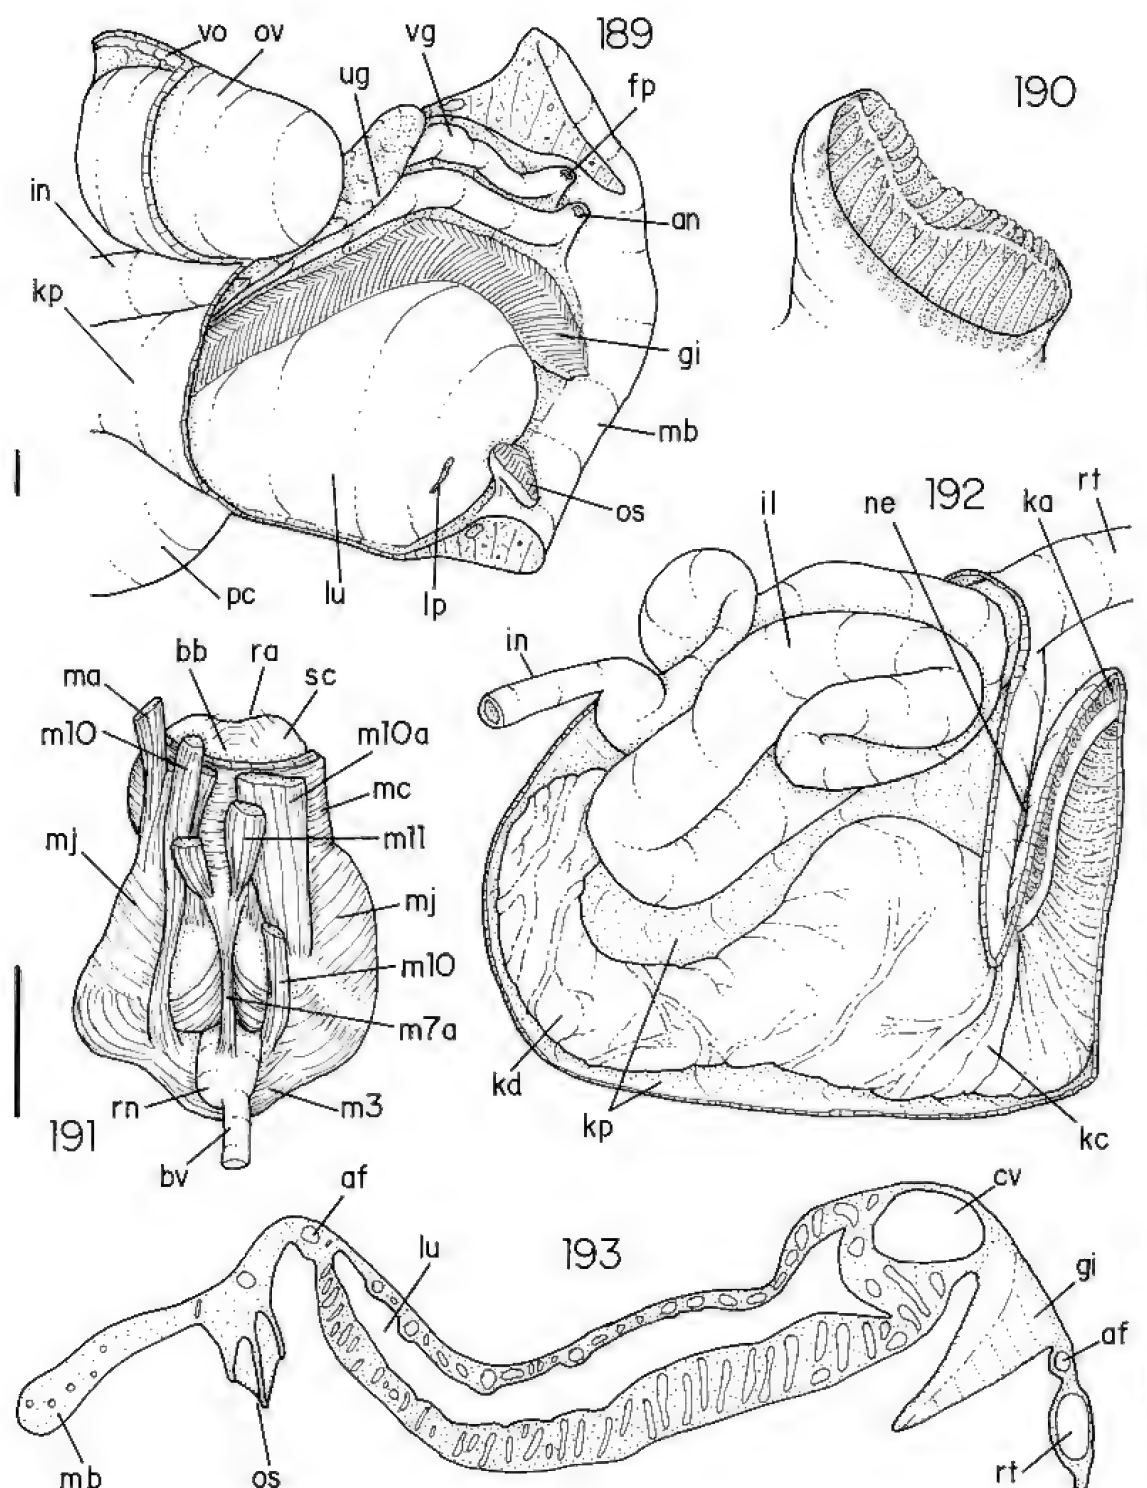 189
vo
ov
vg
ug
fp
in
an
kp
gi
mb
os
pc
lu
lp
190
191
bb
ra
ma
sc
m10
m10a
mc
m11
mj
mj
m10
m7a
rn
m3
bv
192
il
ne
ka
rt
in
kd
kp
kc
193
af
lu
cv
gi
af
rt
mb
os